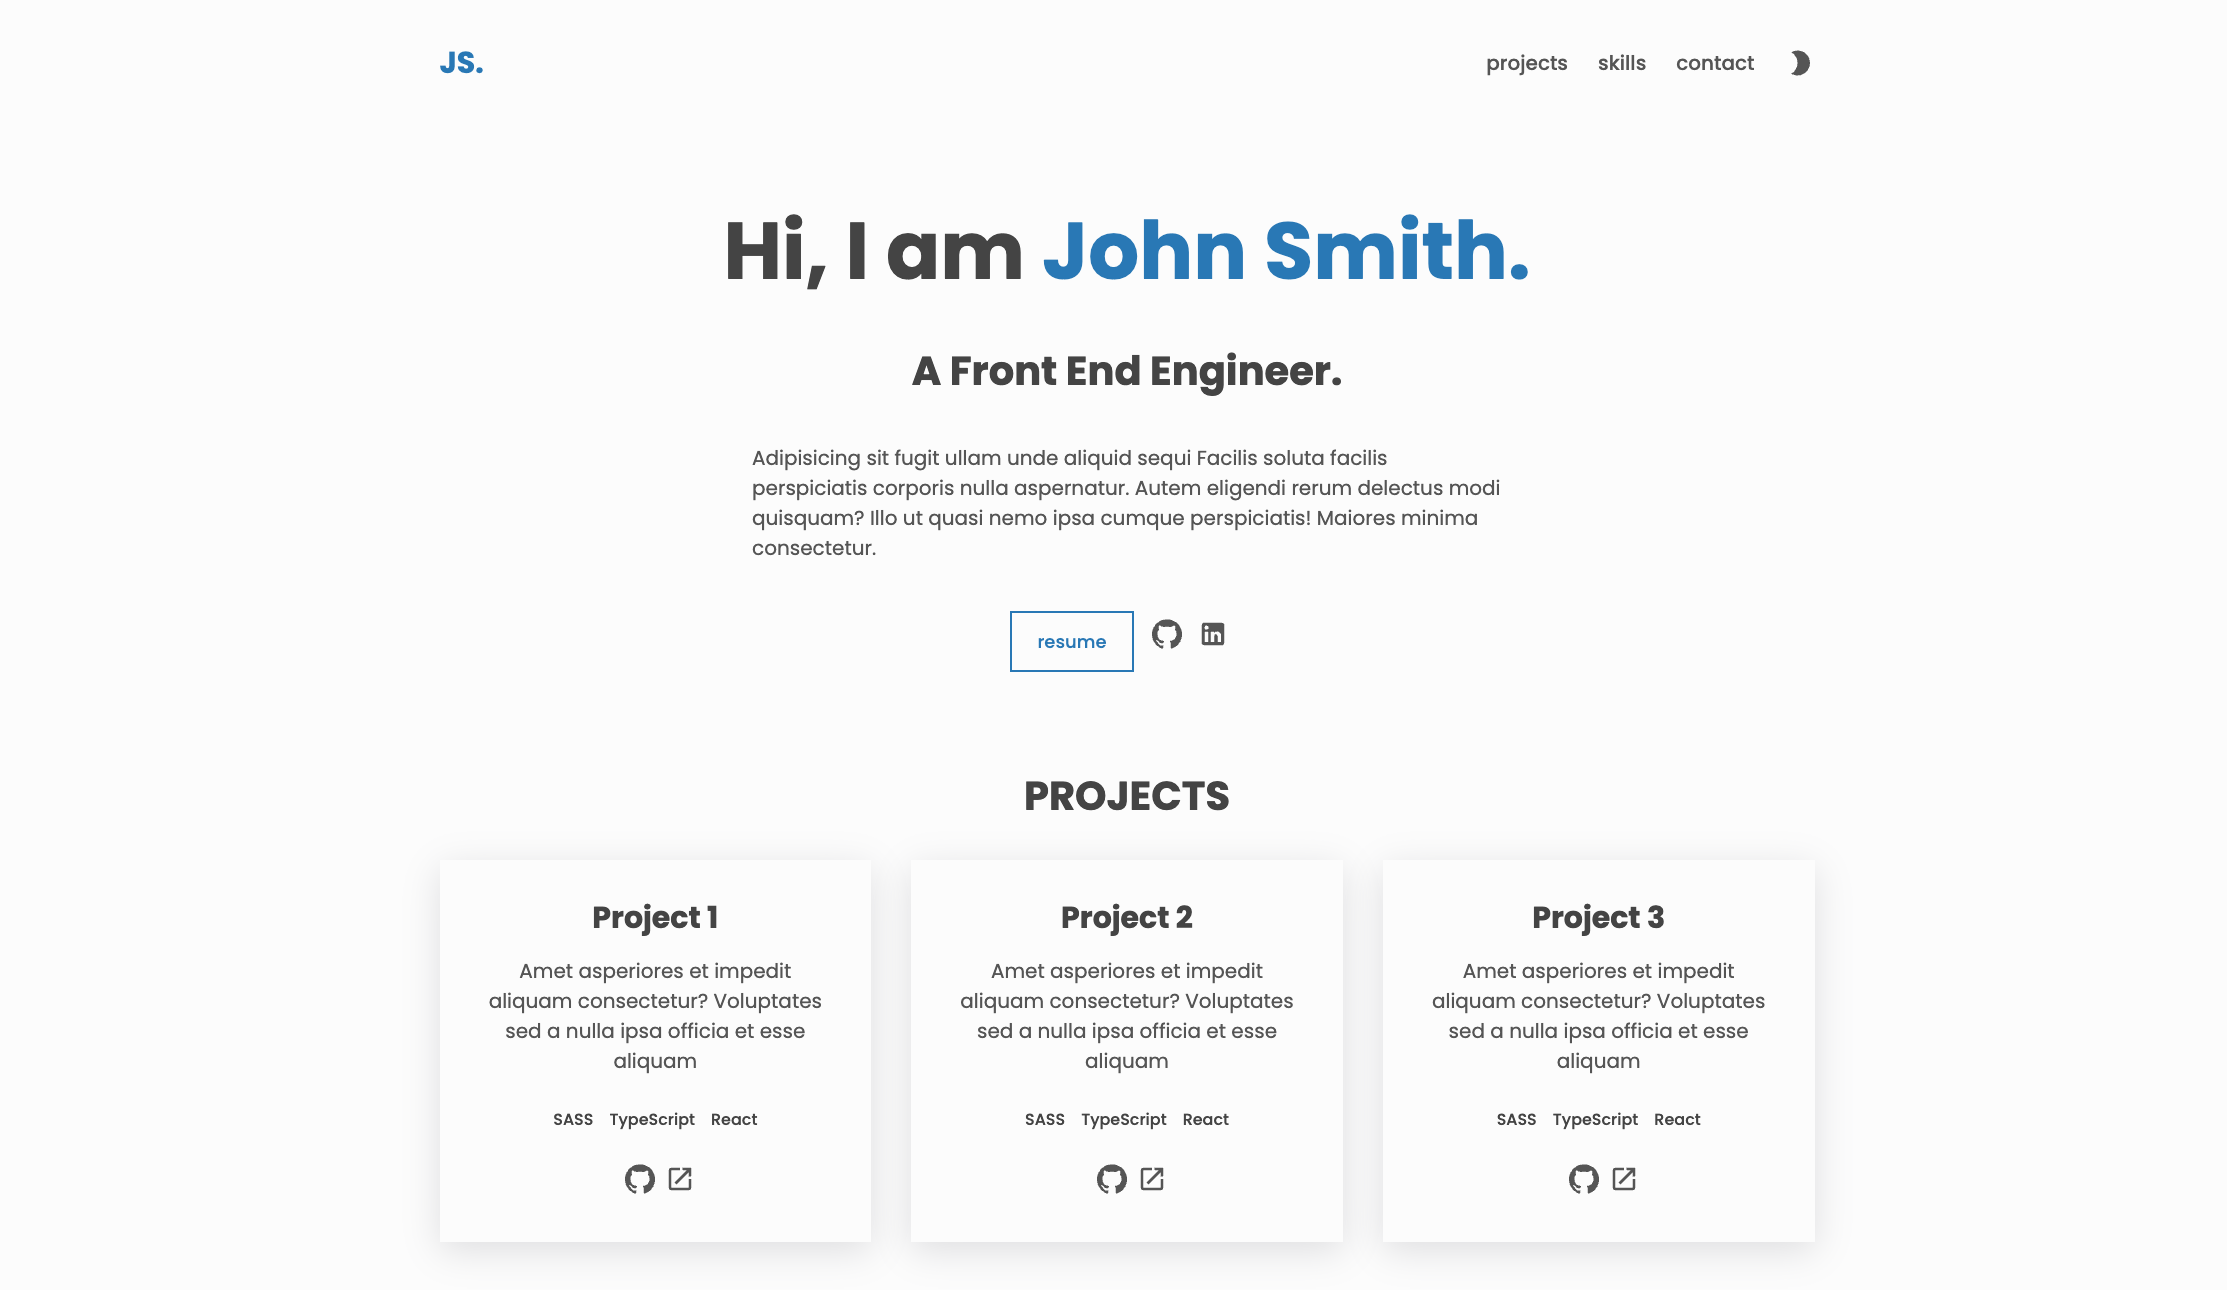 JS.
projects skills contact
Hi, I am John Smith.
A Front End Engineer.
Adipisicing sit fugit ullam unde aliquid sequi Facilis soluta facilis
perspiciatis corporis nulla aspernatur. Autem eligendi rerum delectus modi
quisquam? Illo ut quasi nemo ipsa cumque perspiciatis! Maiores minima
consectetur.
resume
in
PROJECTS
Project 1
Amet asperiores et impedit
aliquam consectetur? Voluptates
sed a nulla ipsa officia et esse
aliquam
SASS TypeScript React
Project 2
Amet asperiores et impedit
aliquam consectetur? Voluptates
sed a nulla ipsa officia et esse
aliquam
SASS TypeScript React
Project 3
Amet asperiores et impedit
aliquam consectetur? Voluptates
sed a nulla ipsa officia et esse
aliquam
SASS TypeScript React